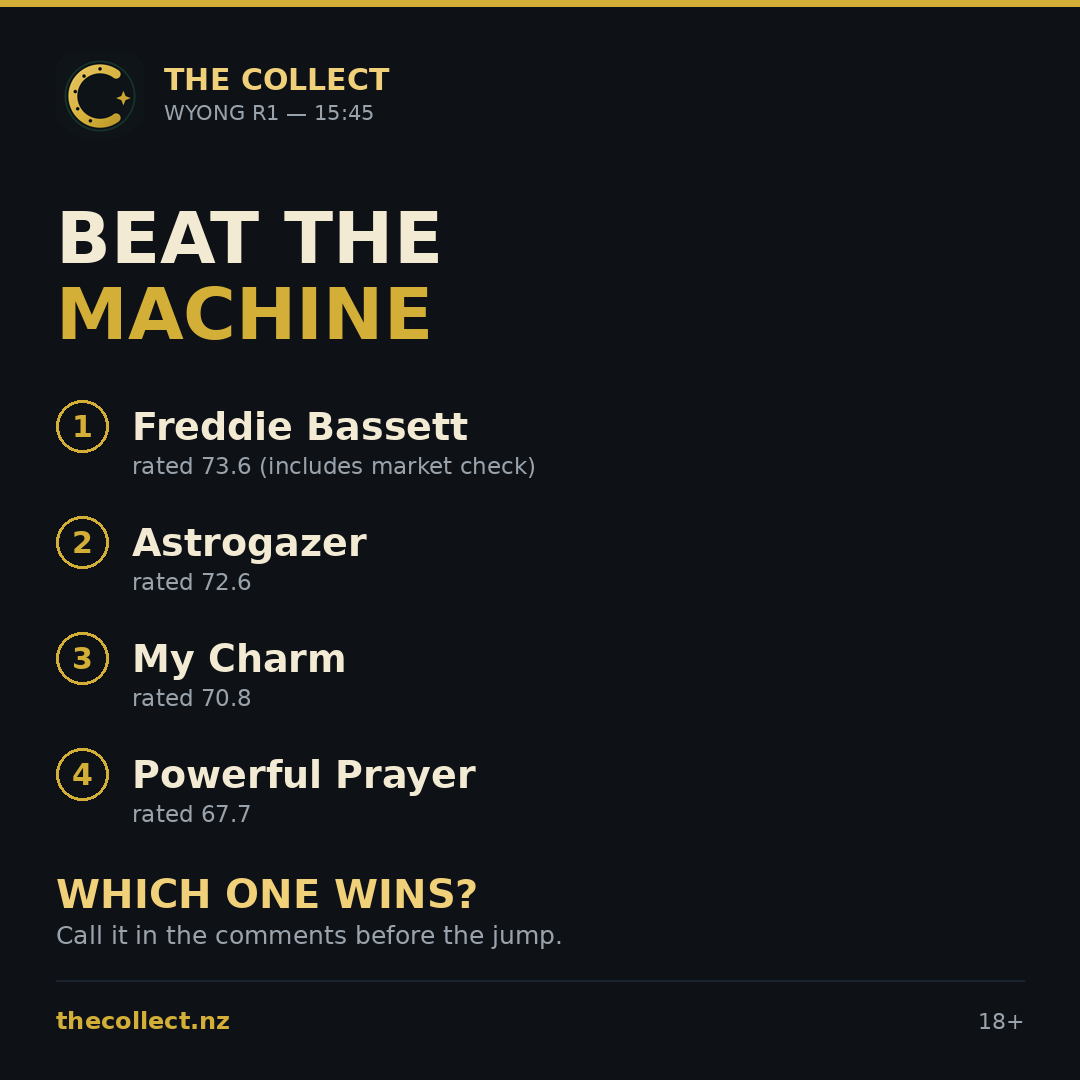 THE COLLECT
WYONG R1 — 15:45
BEAT THE
MACHINE
1 Freddie Bassett
rated 73.6 (includes market check)
2 Astrogazer
rated 72.6
3 My Charm
rated 70.8
4 Powerful Prayer
rated 67.7
WHICH ONE WINS?
Call it in the comments before the jump.
thecollect.nz 18+